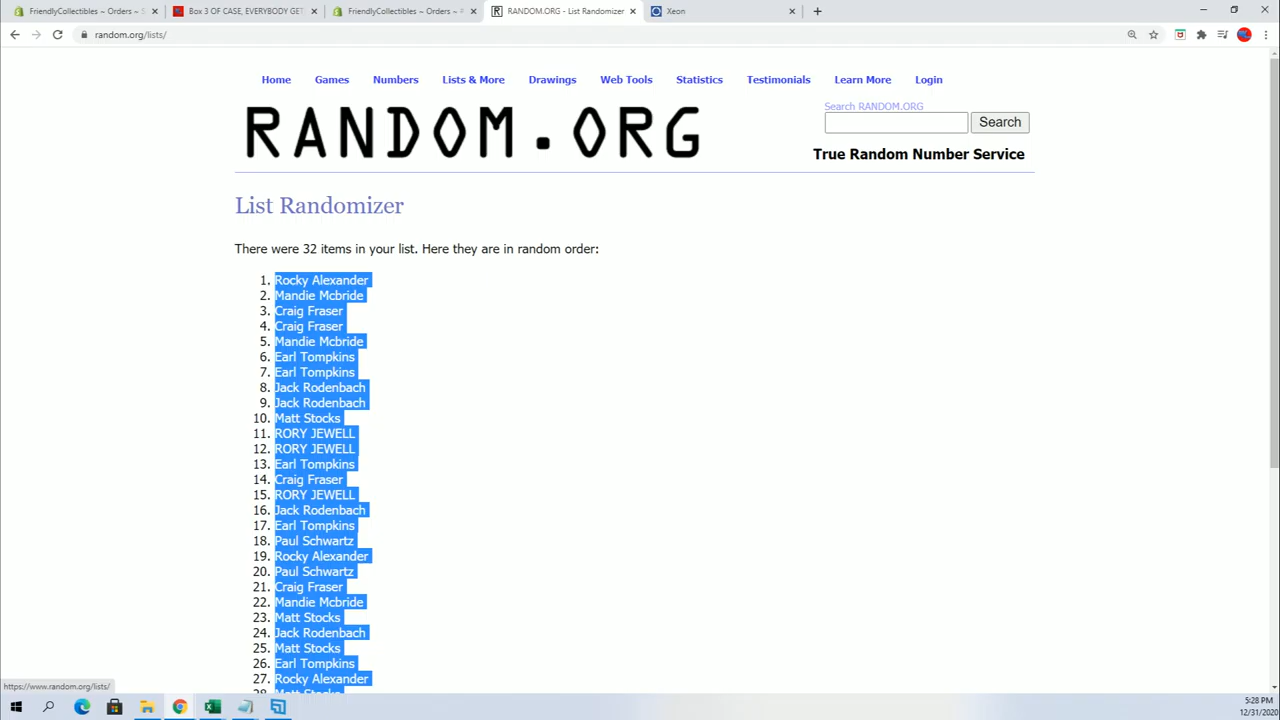 FriendlyCollectibles ~ Orders ~ S
Box 3 OF CASE, EVERYBODY GET
FriendlyCollectibles ~ Orders ~ #
RANDOM.ORG - List Randomizer
Xeon
random.org/lists/
Home Games Numbers Lists & More Drawings Web Tools Statistics Testimonials Learn More Login
RANDOM.ORG
Search RANDOM.ORG
Search
True Random Number Service
List Randomizer
There were 32 items in your list. Here they are in random order:
1. Rocky Alexander
2. Mandie Mcbride
3. Craig Fraser
4. Craig Fraser
5. Mandie Mcbride
6. Earl Tompkins
7. Earl Tompkins
8. Jack Rodenbach
9. Jack Rodenbach
10. Matt Stocks
11. RORY JEWELL
12. RORY JEWELL
13. Earl Tompkins
14. Craig Fraser
15. RORY JEWELL
16. Jack Rodenbach
17. Earl Tompkins
18. Paul Schwartz
19. Rocky Alexander
20. Paul Schwartz
21. Craig Fraser
22. Mandie Mcbride
23. Matt Stocks
24. Jack Rodenbach
25. Matt Stocks
26. Earl Tompkins
27. Rocky Alexander
28. Matt Stocks
https://www.random.org/lists/
5:28 PM
12/31/2020